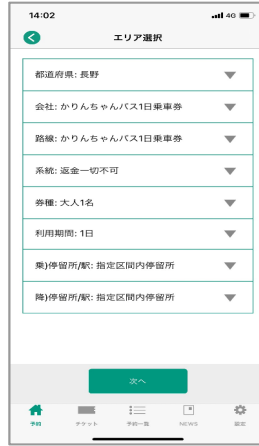 14:02
4G
エリア選択
都道府県: 長野
会社: かりんちゃんバス1日乗車券
路線: かりんちゃんバス1日乗車券
系統: 返金一切不可
券種: 大人1名
利用期間: 1日
乗)停留所/駅: 指定区間内停留所
降)停留所/駅: 指定区間内停留所
次へ
予約 チケット 予約一覧 NEWS 設定